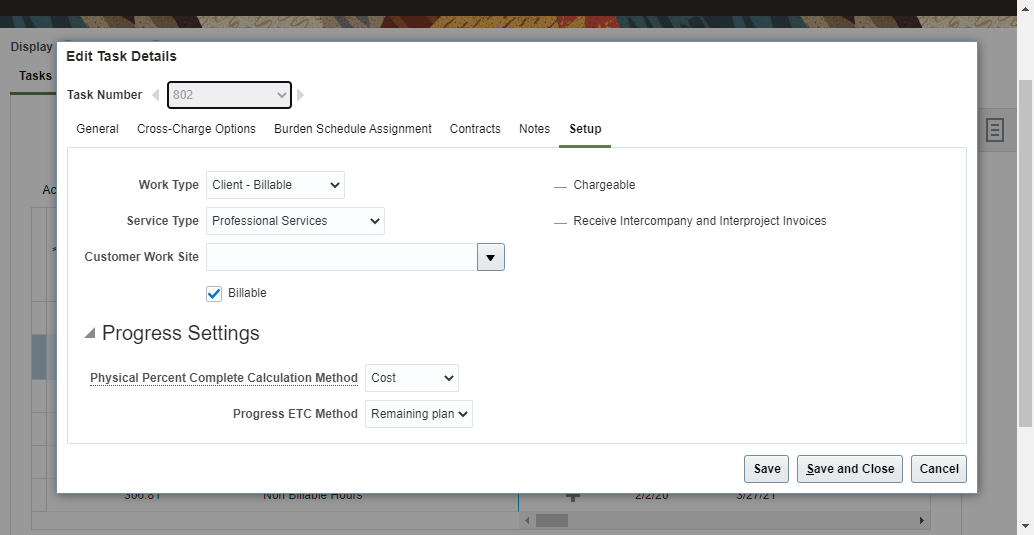 Display
Edit Task Details
Tasks
Task Number 802
General Cross-Charge Options Burden Schedule Assignment Contracts Notes Setup
Work Type Client - Billable Chargeable
Ac
Service Type Professional Services Receive Intercompany and Interproject Invoices
Customer Work Site
Billable
Progress Settings
Physical Percent Complete Calculation Method Cost
Progress ETC Method Remaining plan
Save Save and Close Cancel
306.81 Non Billable Hours 2/2/20 3/27/21